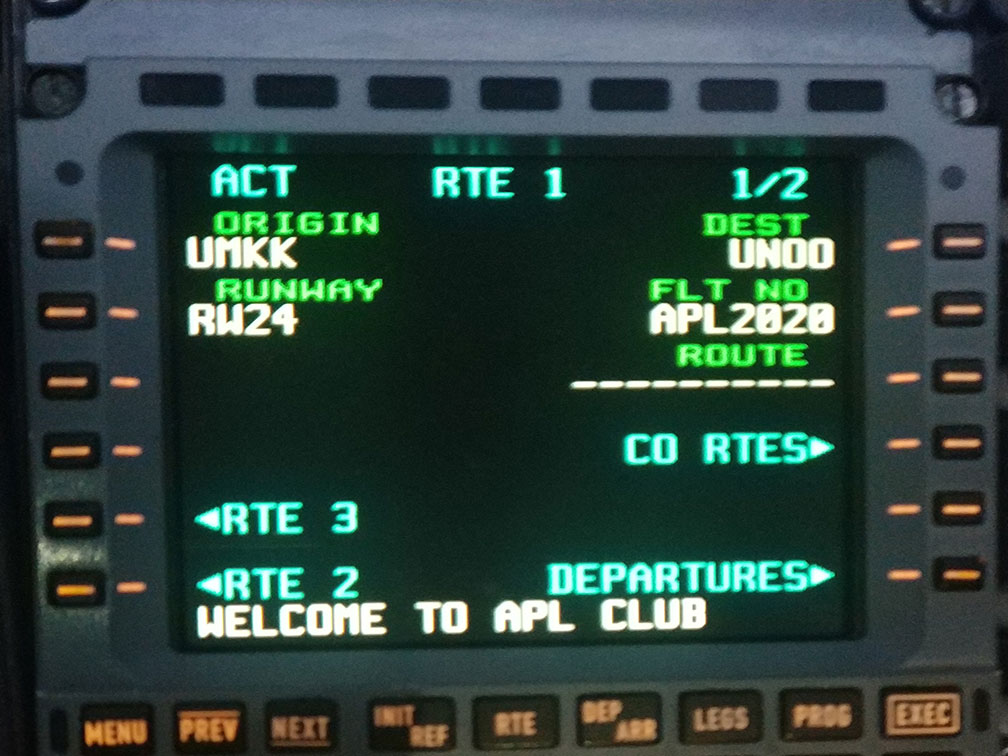 ACT RTE 1 1/2
ORIGIN DEST
UMKK UNOO
RUNWAY FLT NO
RW24 APL2020
ROUTE
----------
CO RTES▶
◀RTE 3
◀RTE 2 DEPARTURES▶
WELCOME TO APL CLUB
MENU PREV NEXT INIT REF RTE DEP ARR LEGS PROG EXEC